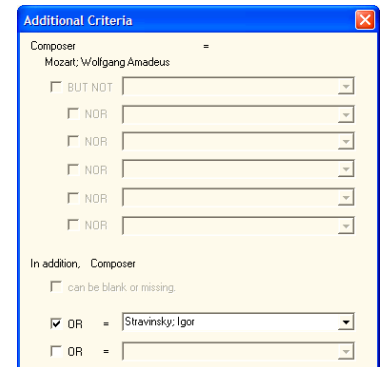 Additional Criteria
Composer =
Mozart; Wolfgang Amadeus
BUT NOT
NOR
NOR
NOR
NOR
NOR
In addition, Composer
can be blank or missing.
OR = Stravinsky; Igor
OR =